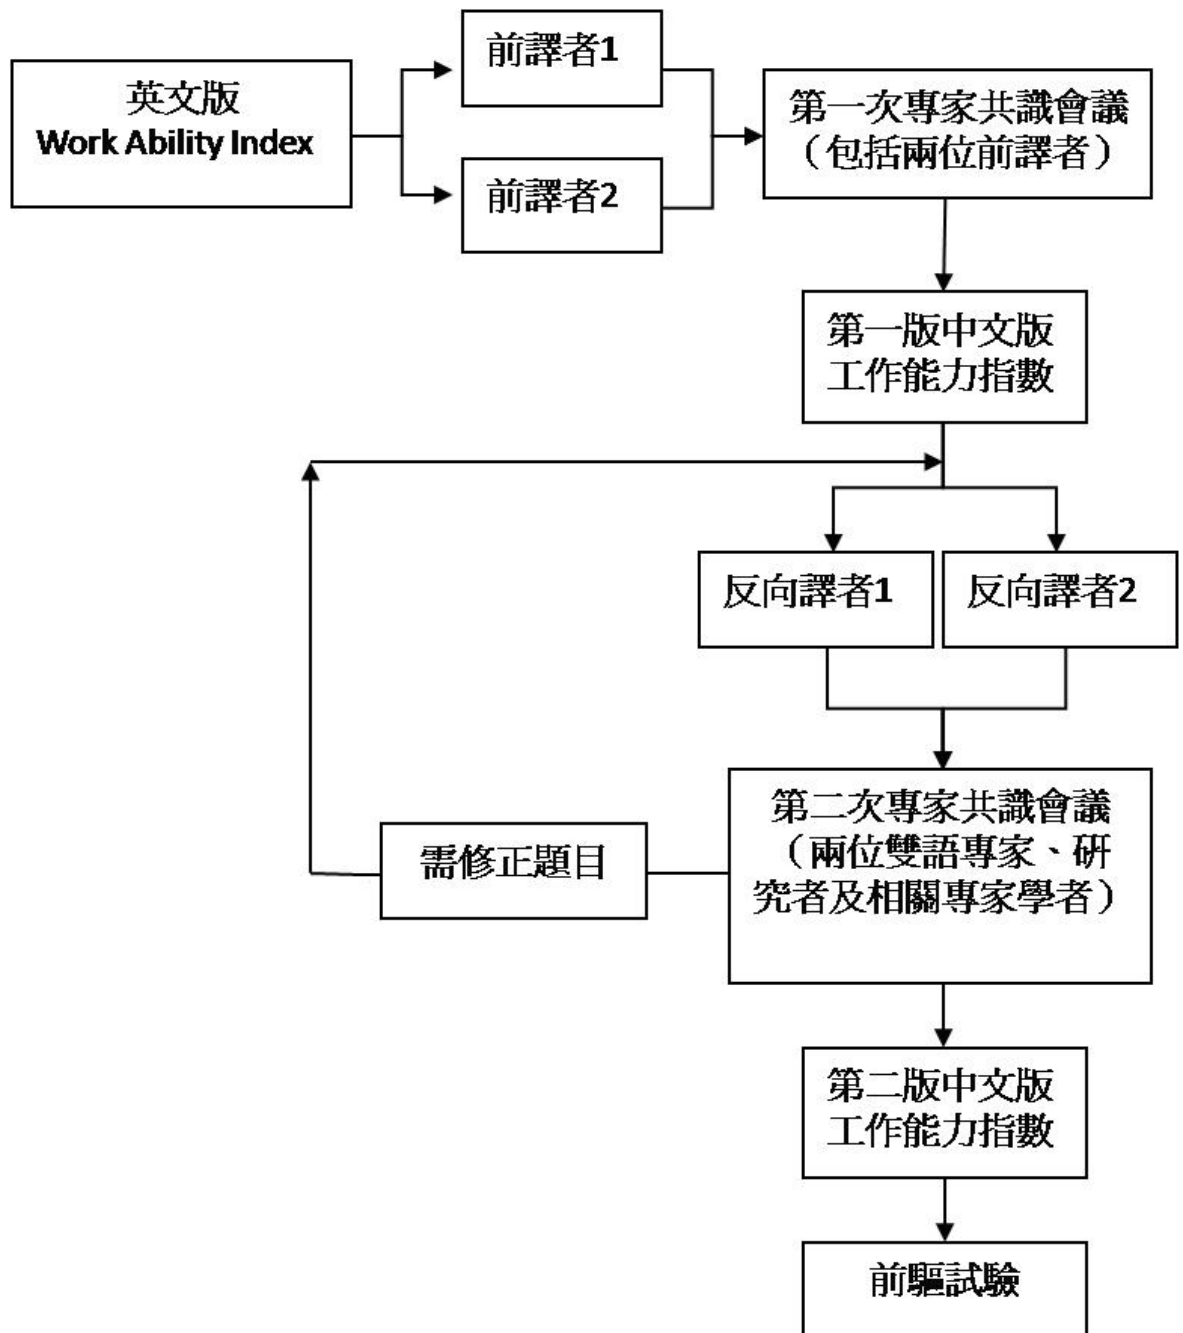 前譯者1
英文版
Work Ability Index
前譯者2
第一次專家共識會議
（包括兩位前譯者）
第一版中文版
工作能力指數
反向譯者1
反向譯者2
第二次專家共識會議
（兩位雙語專家、研
究者及相關專家學者）
需修正題目
第二版中文版
工作能力指數
前驅試驗